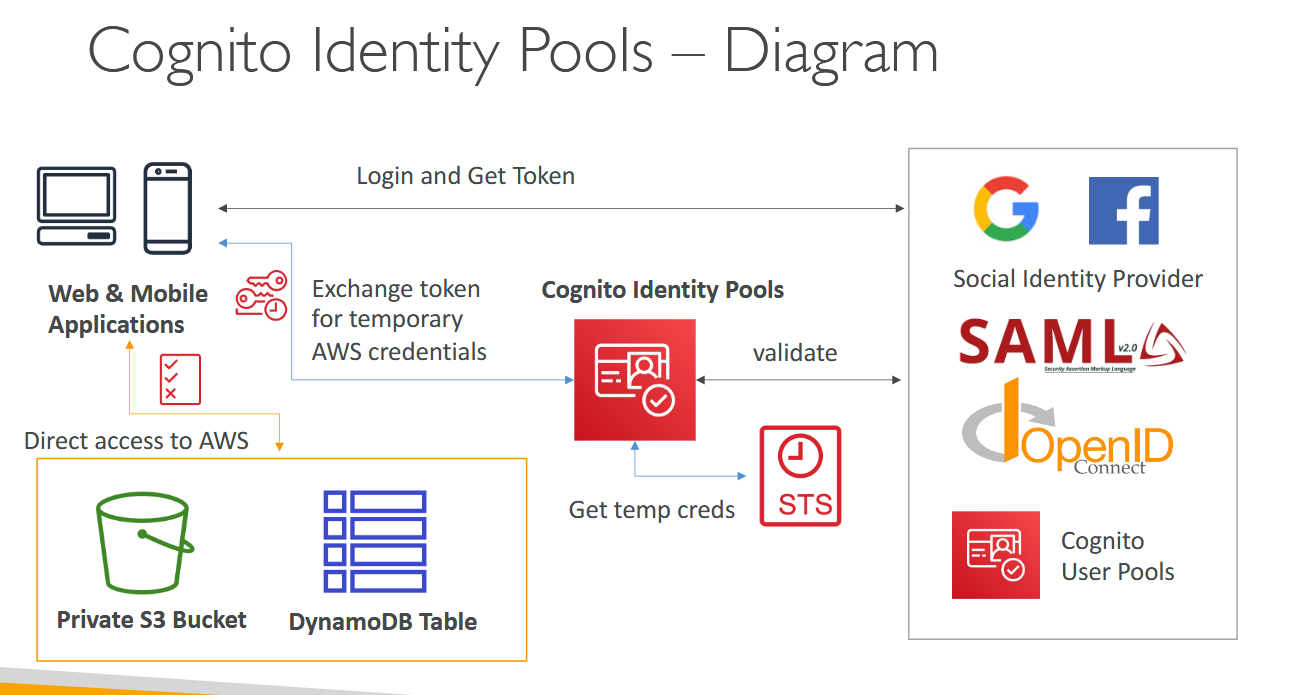 Cognito Identity Pools – Diagram
Login and Get Token
Web & Mobile
Applications
Exchange token
for temporary
AWS credentials
Cognito Identity Pools
validate
Direct access to AWS
Get temp creds
STS
Private S3 Bucket
DynamoDB Table
Social Identity Provider
SAML v2.0
Security Assertion Markup Language
OpenID
Connect
Cognito
User Pools